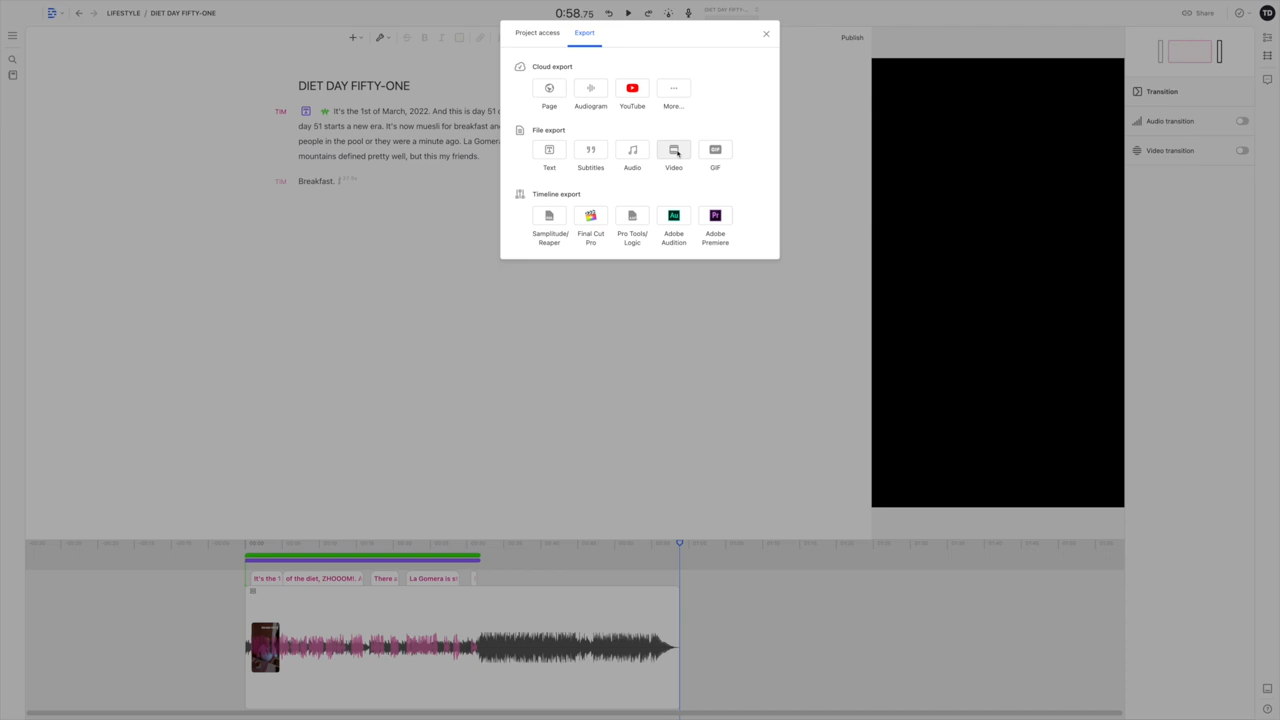 LIFESTYLE / DIET DAY FIFTY-ONE
0:58.75
DIET DAY FIFTY-...
Share
TD
Project access
Export
Publish
Cloud export
Page
Audiogram
YouTube
More...
File export
Text
Subtitles
Audio
Video
GIF
Timeline export
Samplitude/
Reaper
Final Cut
Pro
Pro Tools/
Logic
Adobe
Audition
Adobe
Premiere
DIET DAY FIFTY-ONE
TIM
It's the 1st of March, 2022. And this is day 51
day 51 starts a new era. It's now muesli for breakfast and
people in the pool or they were a minute ago. La Gomera
mountains defined pretty well, but this my friends.
TIM
Breakfast.
Transition
Audio transition
Video transition
It's the
of the diet, ZHOOOM!.
There
La Gomera is